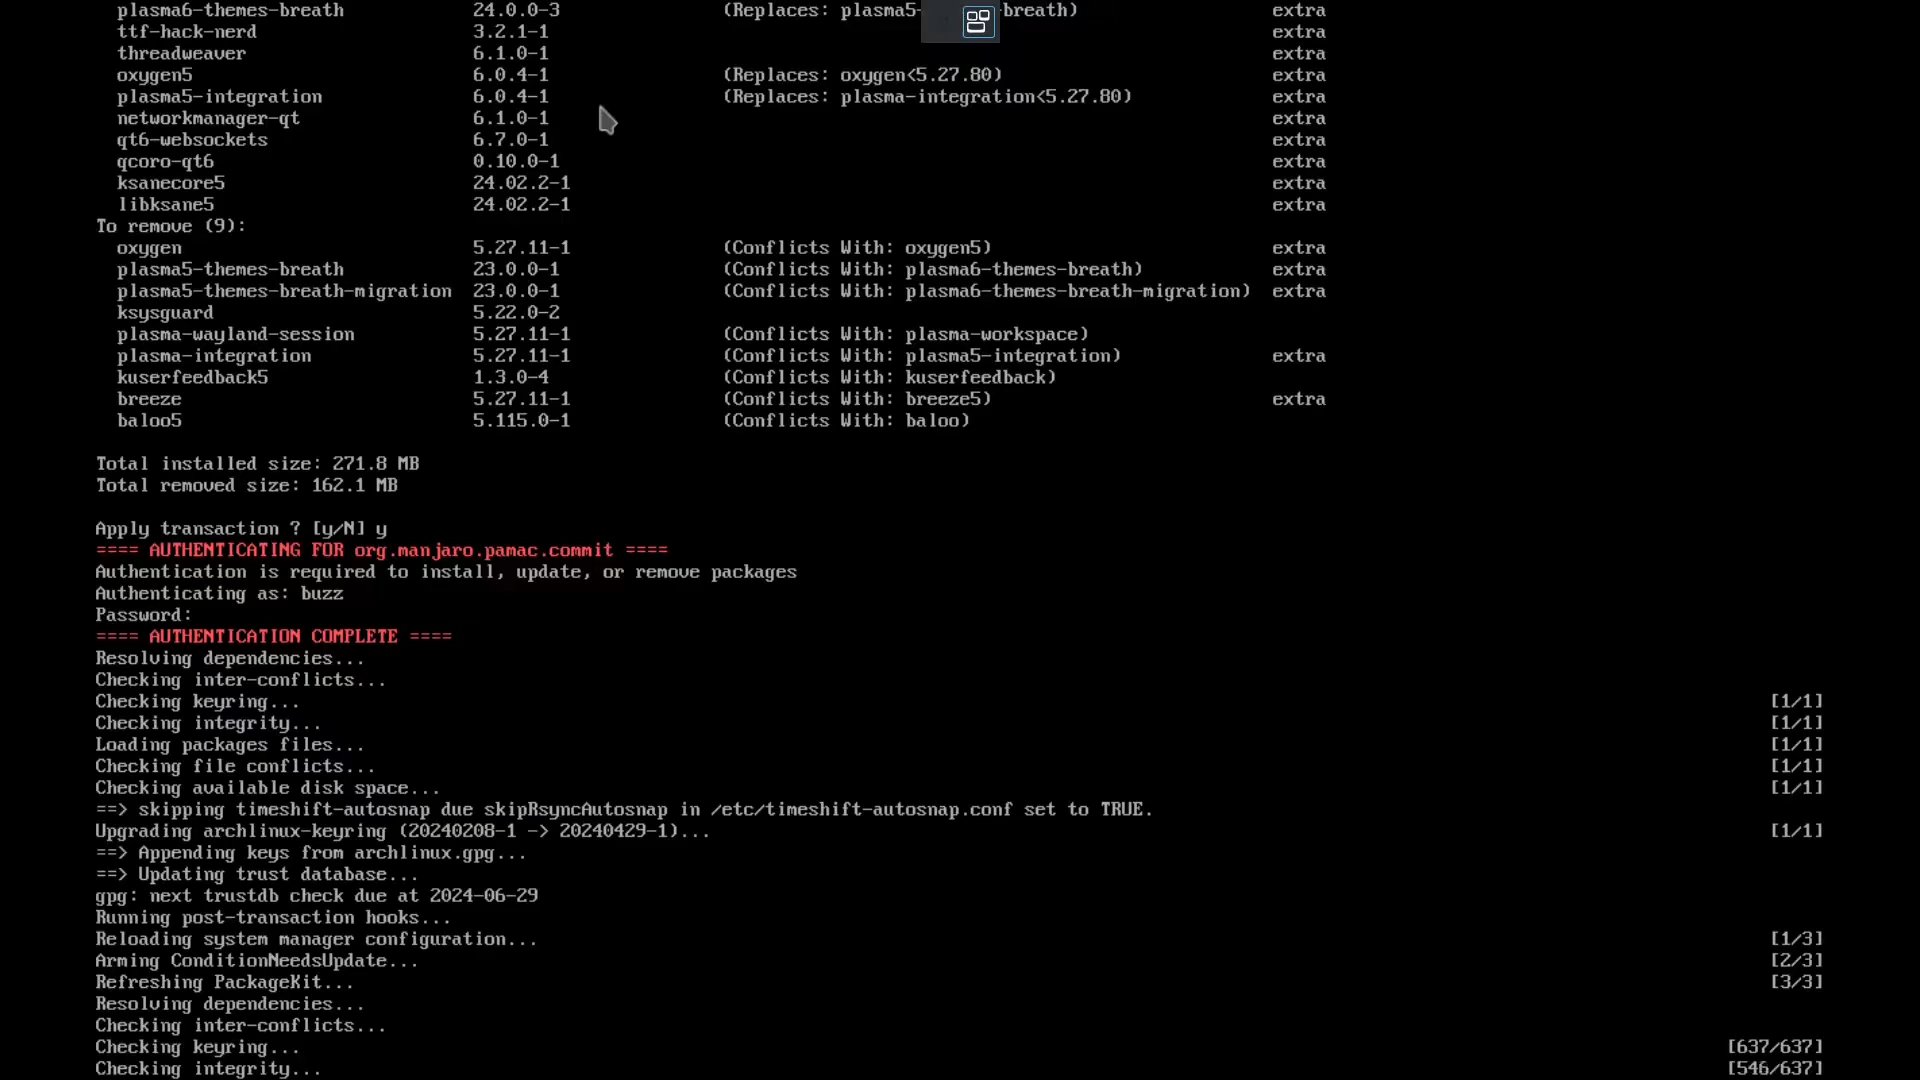 plasma6-themes-breath 24.0.0-3 (Replaces: plasma5- breath) extra
ttf-hack-nerd 3.2.1-1 extra
threadweaver 6.1.0-1 extra
oxygen5 6.0.4-1 (Replaces: oxygen<5.27.80) extra
plasma5-integration 6.0.4-1 (Replaces: plasma-integration<5.27.80) extra
networkmanager-qt 6.1.0-1 extra
qt6-websockets 6.7.0-1 extra
qcoro-qt6 0.10.0-1 extra
ksanecore5 24.02.2-1 extra
libksane5 24.02.2-1 extra
To remove (9):
oxygen 5.27.11-1 (Conflicts With: oxygen5) extra
plasma5-themes-breath 23.0.0-1 (Conflicts With: plasma6-themes-breath) extra
plasma5-themes-breath-migration 23.0.0-1 (Conflicts With: plasma6-themes-breath-migration) extra
ksysguard 5.22.0-2
plasma-wayland-session 5.27.11-1 (Conflicts With: plasma-workspace)
plasma-integration 5.27.11-1 (Conflicts With: plasma5-integration) extra
kuserfeedback5 1.3.0-4 (Conflicts With: kuserfeedback)
breeze 5.27.11-1 (Conflicts With: breeze5) extra
baloo5 5.115.0-1 (Conflicts With: baloo)
Total installed size: 271.8 MB
Total removed size: 162.1 MB
Apply transaction ? [y/N] y
==== AUTHENTICATING FOR org.manjaro.pamac.commit ====
Authentication is required to install, update, or remove packages
Authenticating as: buzz
Password:
==== AUTHENTICATION COMPLETE ====
Resolving dependencies...
Checking inter-conflicts...
Checking keyring... [1/1]
Checking integrity... [1/1]
Loading packages files... [1/1]
Checking file conflicts... [1/1]
Checking available disk space... [1/1]
==> skipping timeshift-autosnap due skipRsyncAutosnap in /etc/timeshift-autosnap.conf set to TRUE.
Upgrading archlinux-keyring (20240208-1 -> 20240429-1)... [1/1]
==> Appending keys from archlinux.gpg...
==> Updating trust database...
gpg: next trustdb check due at 2024-06-29
Running post-transaction hooks...
Reloading system manager configuration... [1/3]
Arming ConditionNeedsUpdate... [2/3]
Refreshing PackageKit... [3/3]
Resolving dependencies...
Checking inter-conflicts...
Checking keyring... [637/637]
Checking integrity... [546/637]